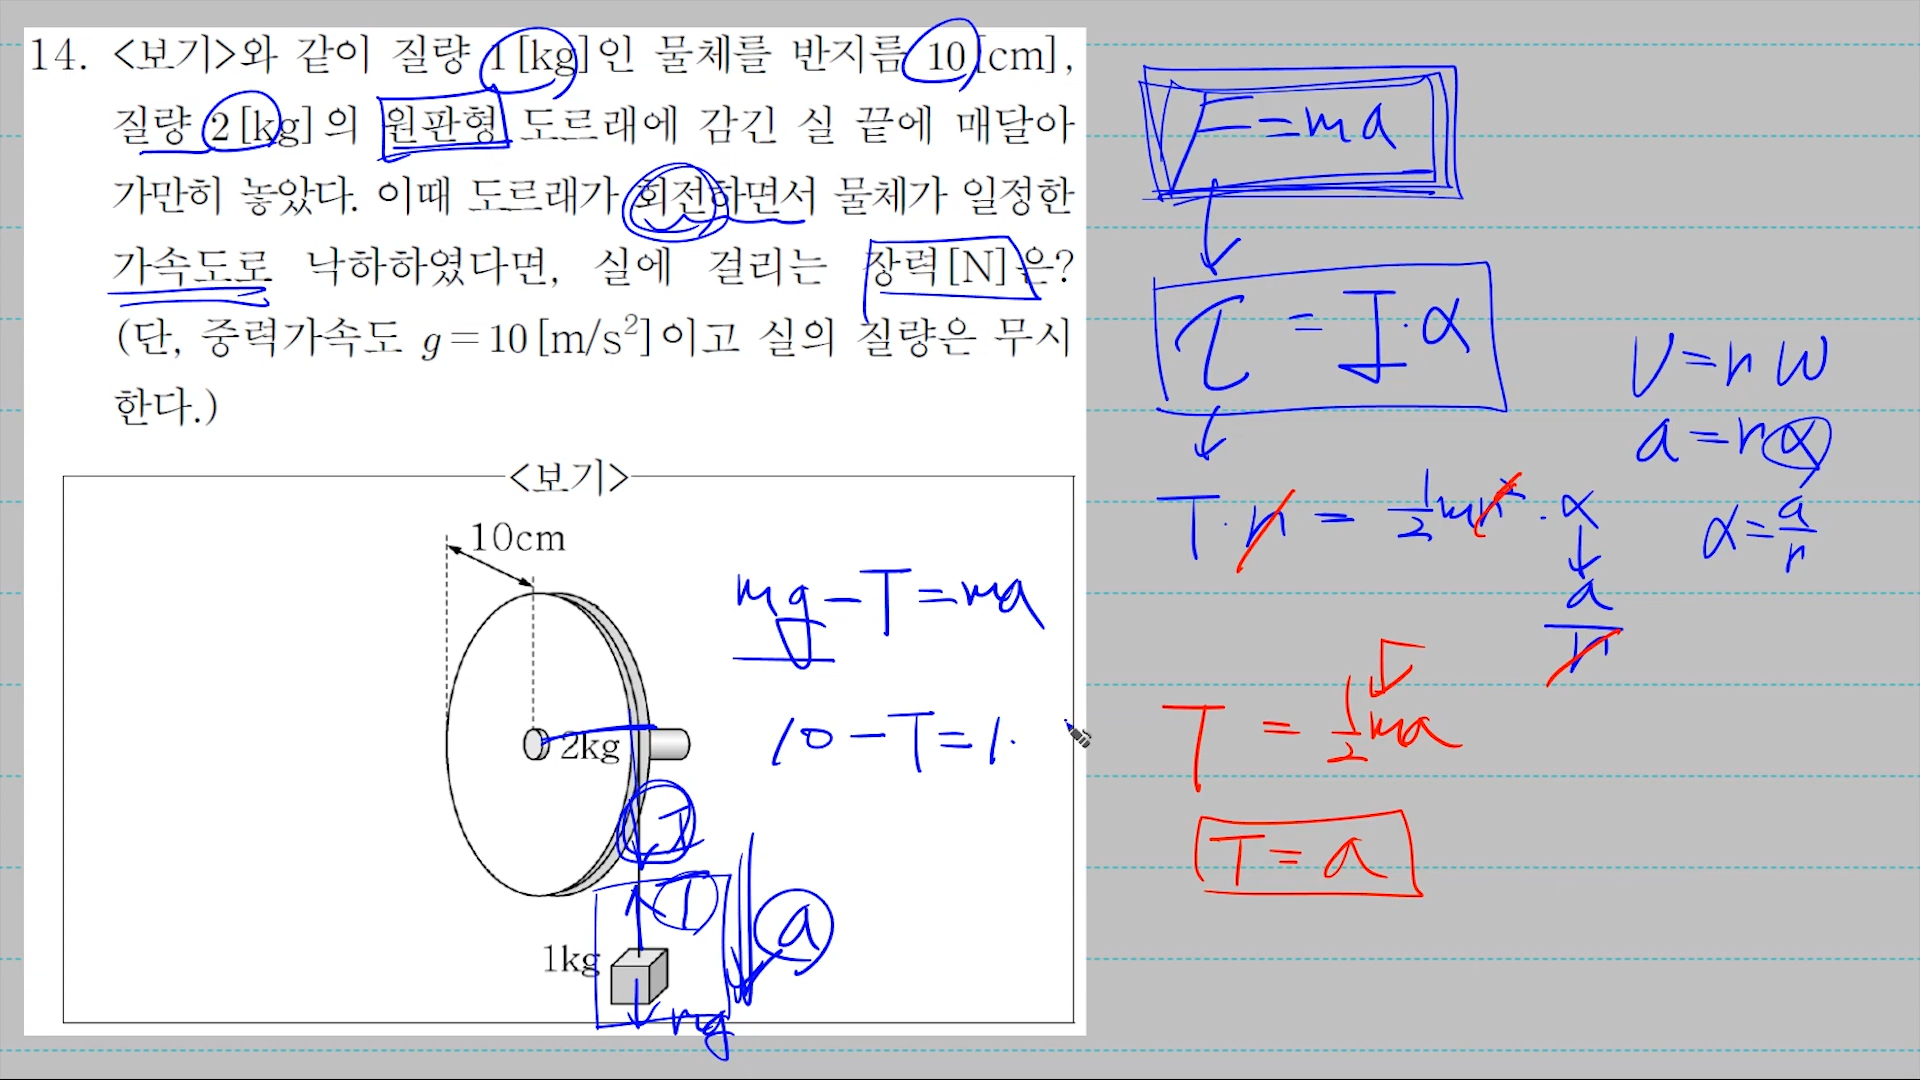 14. <보기>와 같이 질량 1[kg]인 물체를 반지름 10[cm],
질량 2[kg]의 원판형 도르래에 감긴 실 끝에 매달아
가만히 놓았다. 이때 도르래가 회전하면서 물체가 일정한
가속도로 낙하하였다면, 실에 걸리는 장력[N]은?
(단, 중력가속도 g=10[m/s²]이고 실의 질량은 무시
한다.)
<보기>
10cm
2kg
1kg
mg-T=ma
10-T=1.
T
T
a
mg
F=ma
τ=I·α
V=rω
a=rα
α=a/r
T·r=1/2mr²·α
a/r
T=1/2ma
T=a